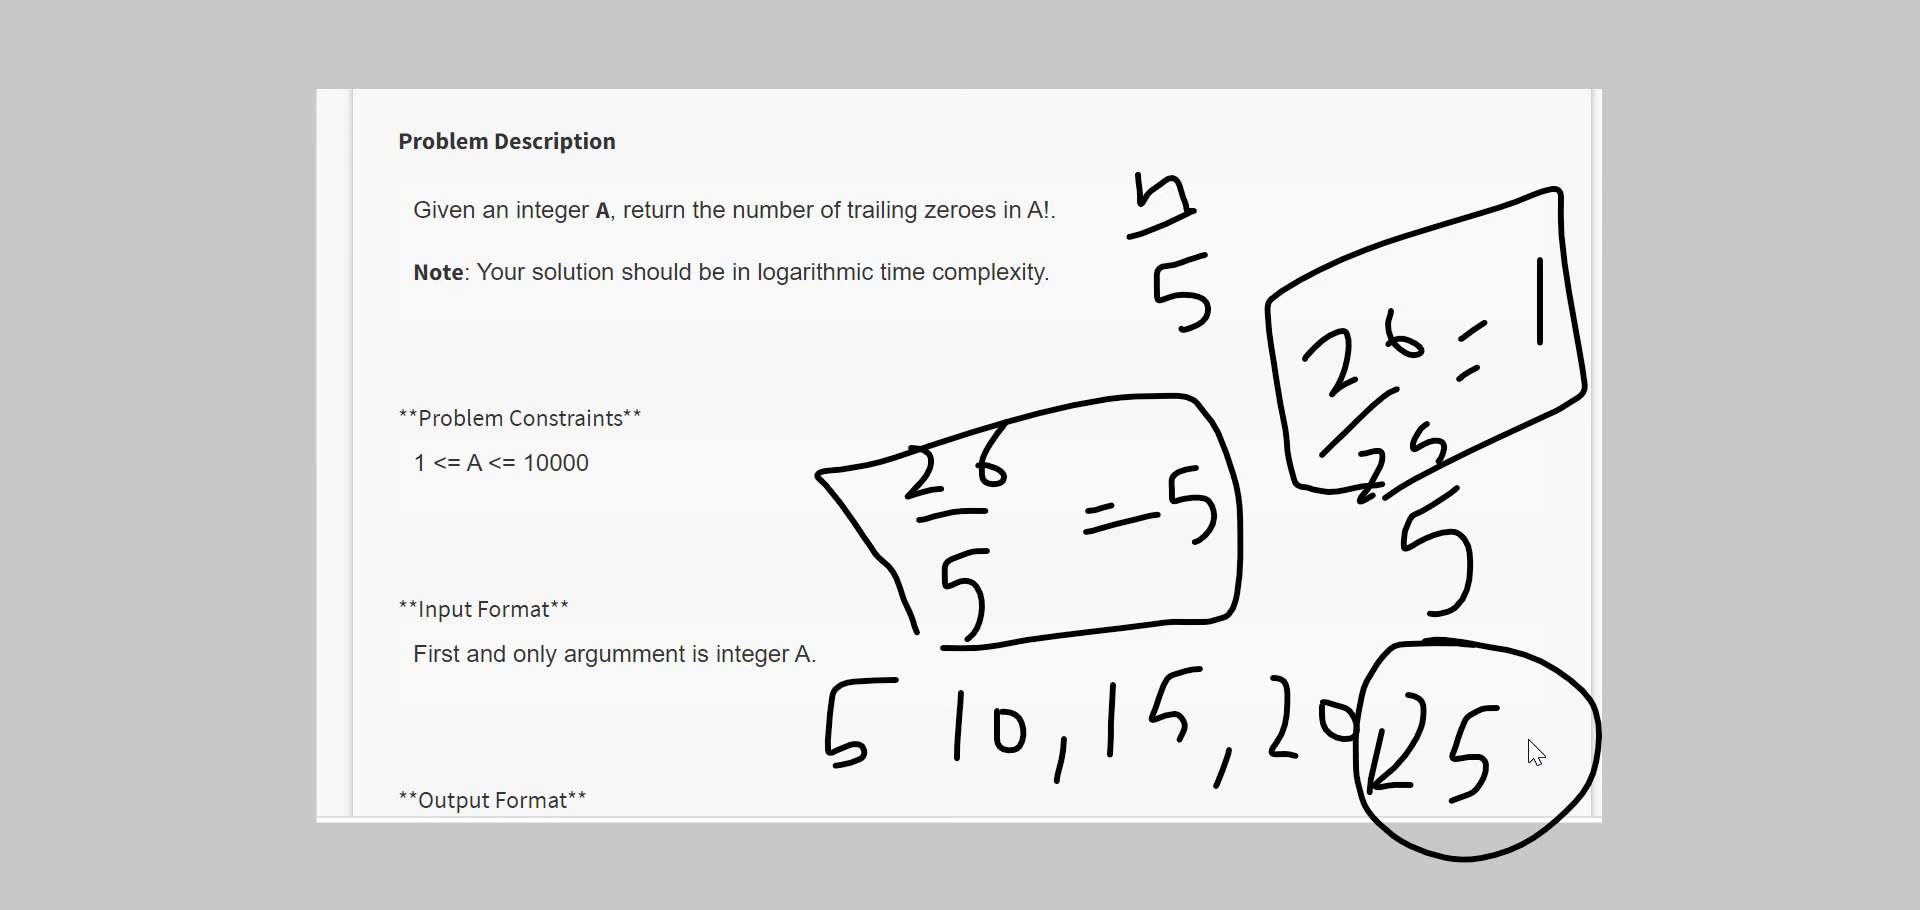 Problem Description
Given an integer A, return the number of trailing zeroes in A!.
Note: Your solution should be in logarithmic time complexity.
n
5
26 = 1
25
5
**Problem Constraints**
1 <= A <= 10000
26 = 5
5
**Input Format**
First and only argumment is integer A.
5 10, 15, 20, 25
**Output Format**